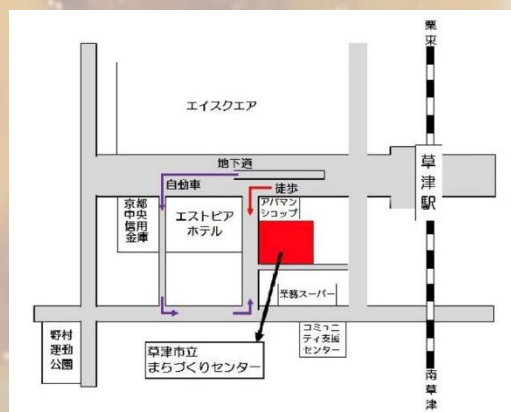 栗東
エイスクエア
地下道
草津駅
自動車
徒歩
京都
中央
信用
金庫
エストピア
ホテル
アパマン
ショップ
業務スーパー
野村
運動
公園
草津市立
まちづくりセンター
コミュニ
ティ支援
センター
南草津